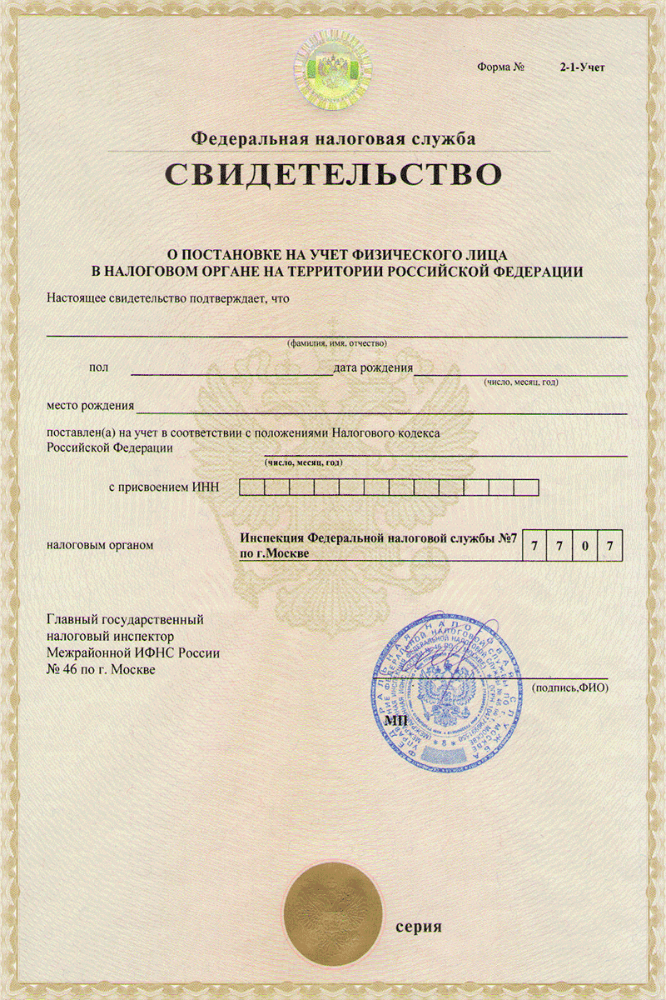 Форма № 2-1-Учет
Федеральная налоговая служба
СВИДЕТЕЛЬСТВО
О ПОСТАНОВКЕ НА УЧЕТ ФИЗИЧЕСКОГО ЛИЦА
В НАЛОГОВОМ ОРГАНЕ НА ТЕРРИТОРИИ РОССИЙСКОЙ ФЕДЕРАЦИИ
Настоящее свидетельство подтверждает, что
(фамилия, имя, отчество)
пол дата рождения
(число, месяц, год)
место рождения
поставлен(а) на учет в соответствии с положениями Налогового кодекса
Российской Федерации
(число, месяц, год)
с присвоением ИНН
налоговым органом
Инспекция Федеральной налоговой службы №7
по г.Москве
7 7 0 7
Главный государственный
налоговый инспектор
Межрайонной ИФНС России
№ 46 по г. Москве
(подпись,ФИО)
МП
ФЕДЕРАЛЬНАЯ НАЛОГОВАЯ СЛУЖБА
* 8 *
серия